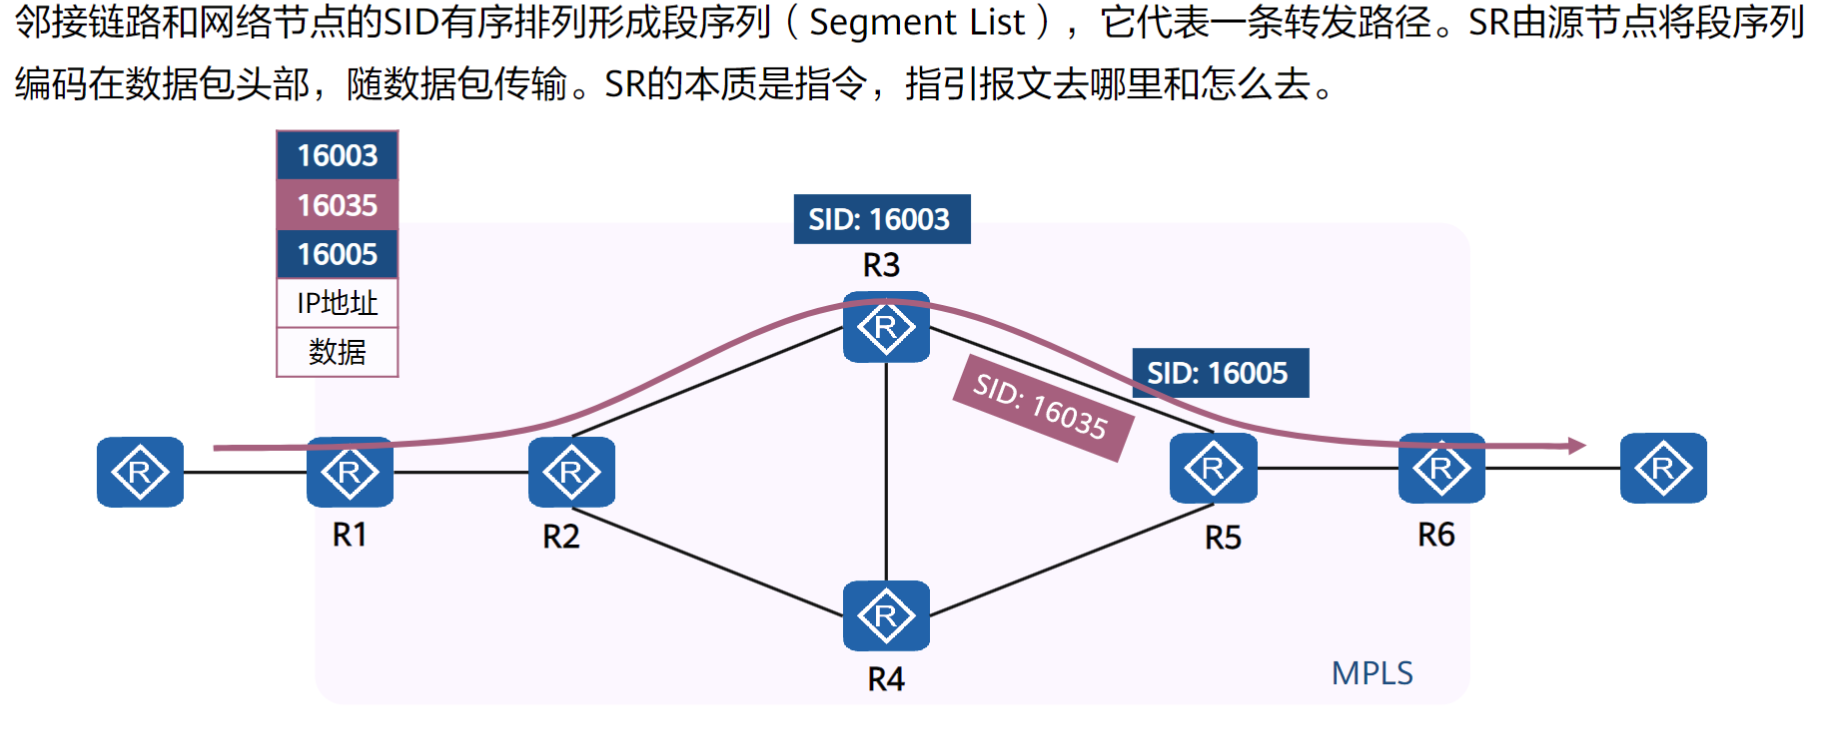 邻接链路和网络节点的SID有序排列形成段序列（Segment List），它代表一条转发路径。SR由源节点将段序列
编码在数据包头部，随数据包传输。SR的本质是指令，指引报文去哪里和怎么去。
16003
16035
16005
IP地址
数据
SID: 16003
R3
SID: 16035
SID: 16005
R
R
R
R
R
R
R
R
R1
R2
R5
R6
R4
MPLS